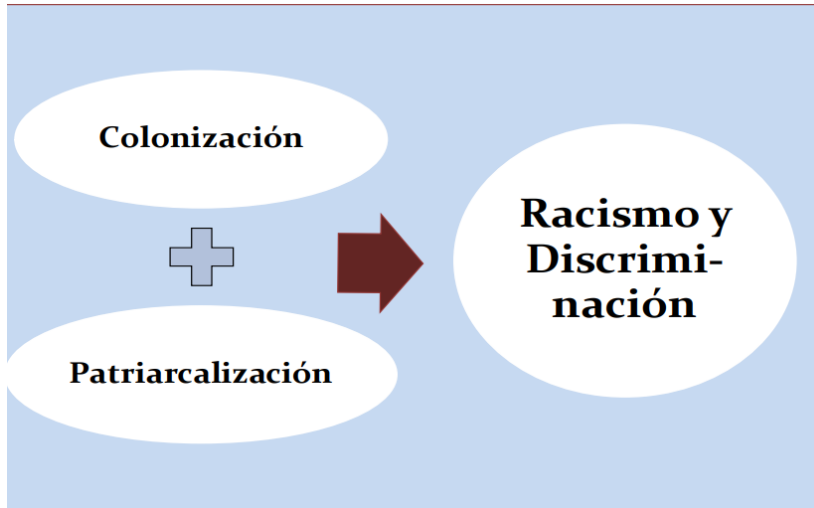 Colonización
Patriarcalización
Racismo y
Discrimi-
nación